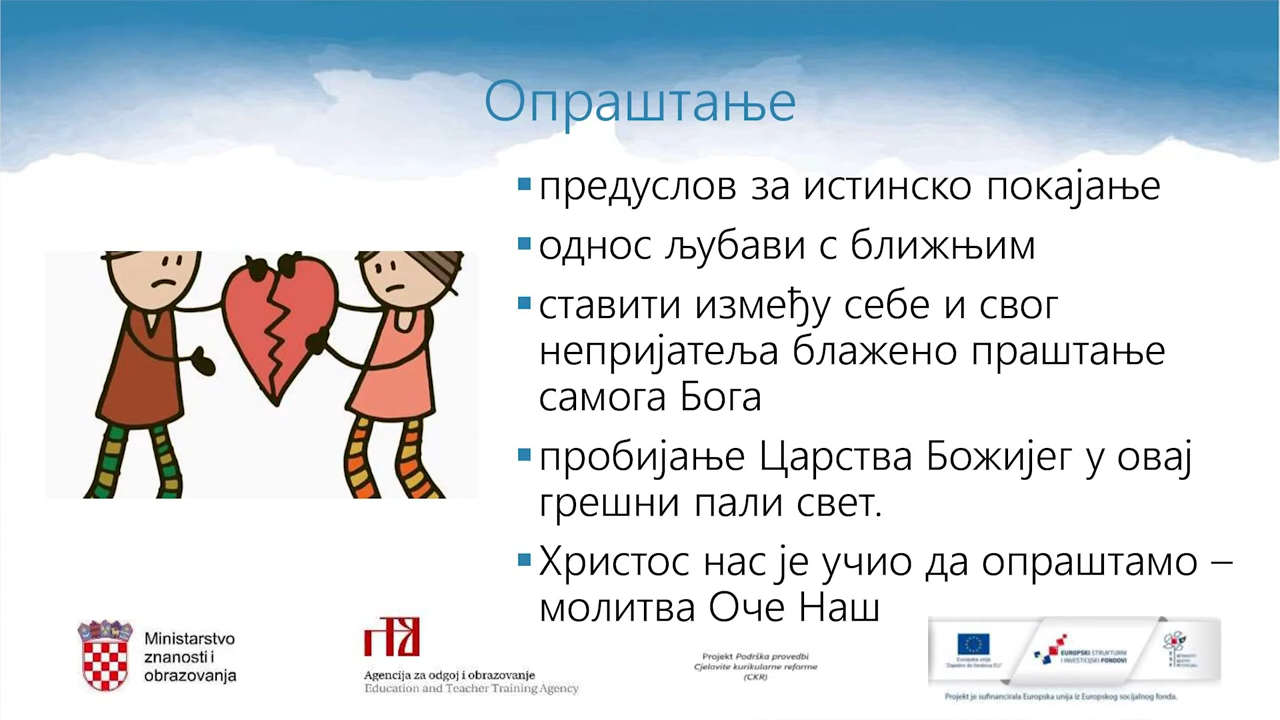 Опраштање
предуслов за истинско покајање
однос љубави с ближњим
ставити између себе и свог
непријатеља блажено праштање
самога Бога
пробијање Царства Божијег у овај
грешни пали свет.
Христос нас је учио да опраштамо –
молитва Оче Наш
Ministarstvo
znanosti i
obrazovanja
Agencija za odgoj i obrazovanje
Education and Teacher Training Agency
Projekt Podrška provedbi
Cjelovite kurikularne reforme
(CKR)
Europska unija
EUROPSKI STRUKTURNI
I INVESTICIJSKI FONDOVI
Projekt je sufinancirala Europska unija iz Europskog socijalnog fonda.